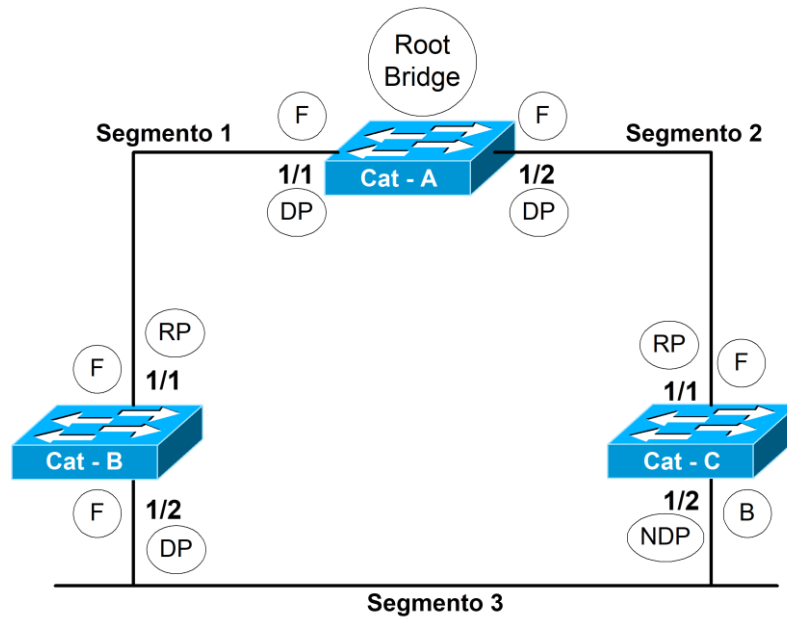 Root
Bridge
F
F
Segmento 1
Segmento 2
1/1
Cat - A
1/2
DP
DP
RP
RP
F
F
1/1
1/1
Cat - B
Cat - C
F
1/2
1/2
B
DP
NDP
Segmento 3